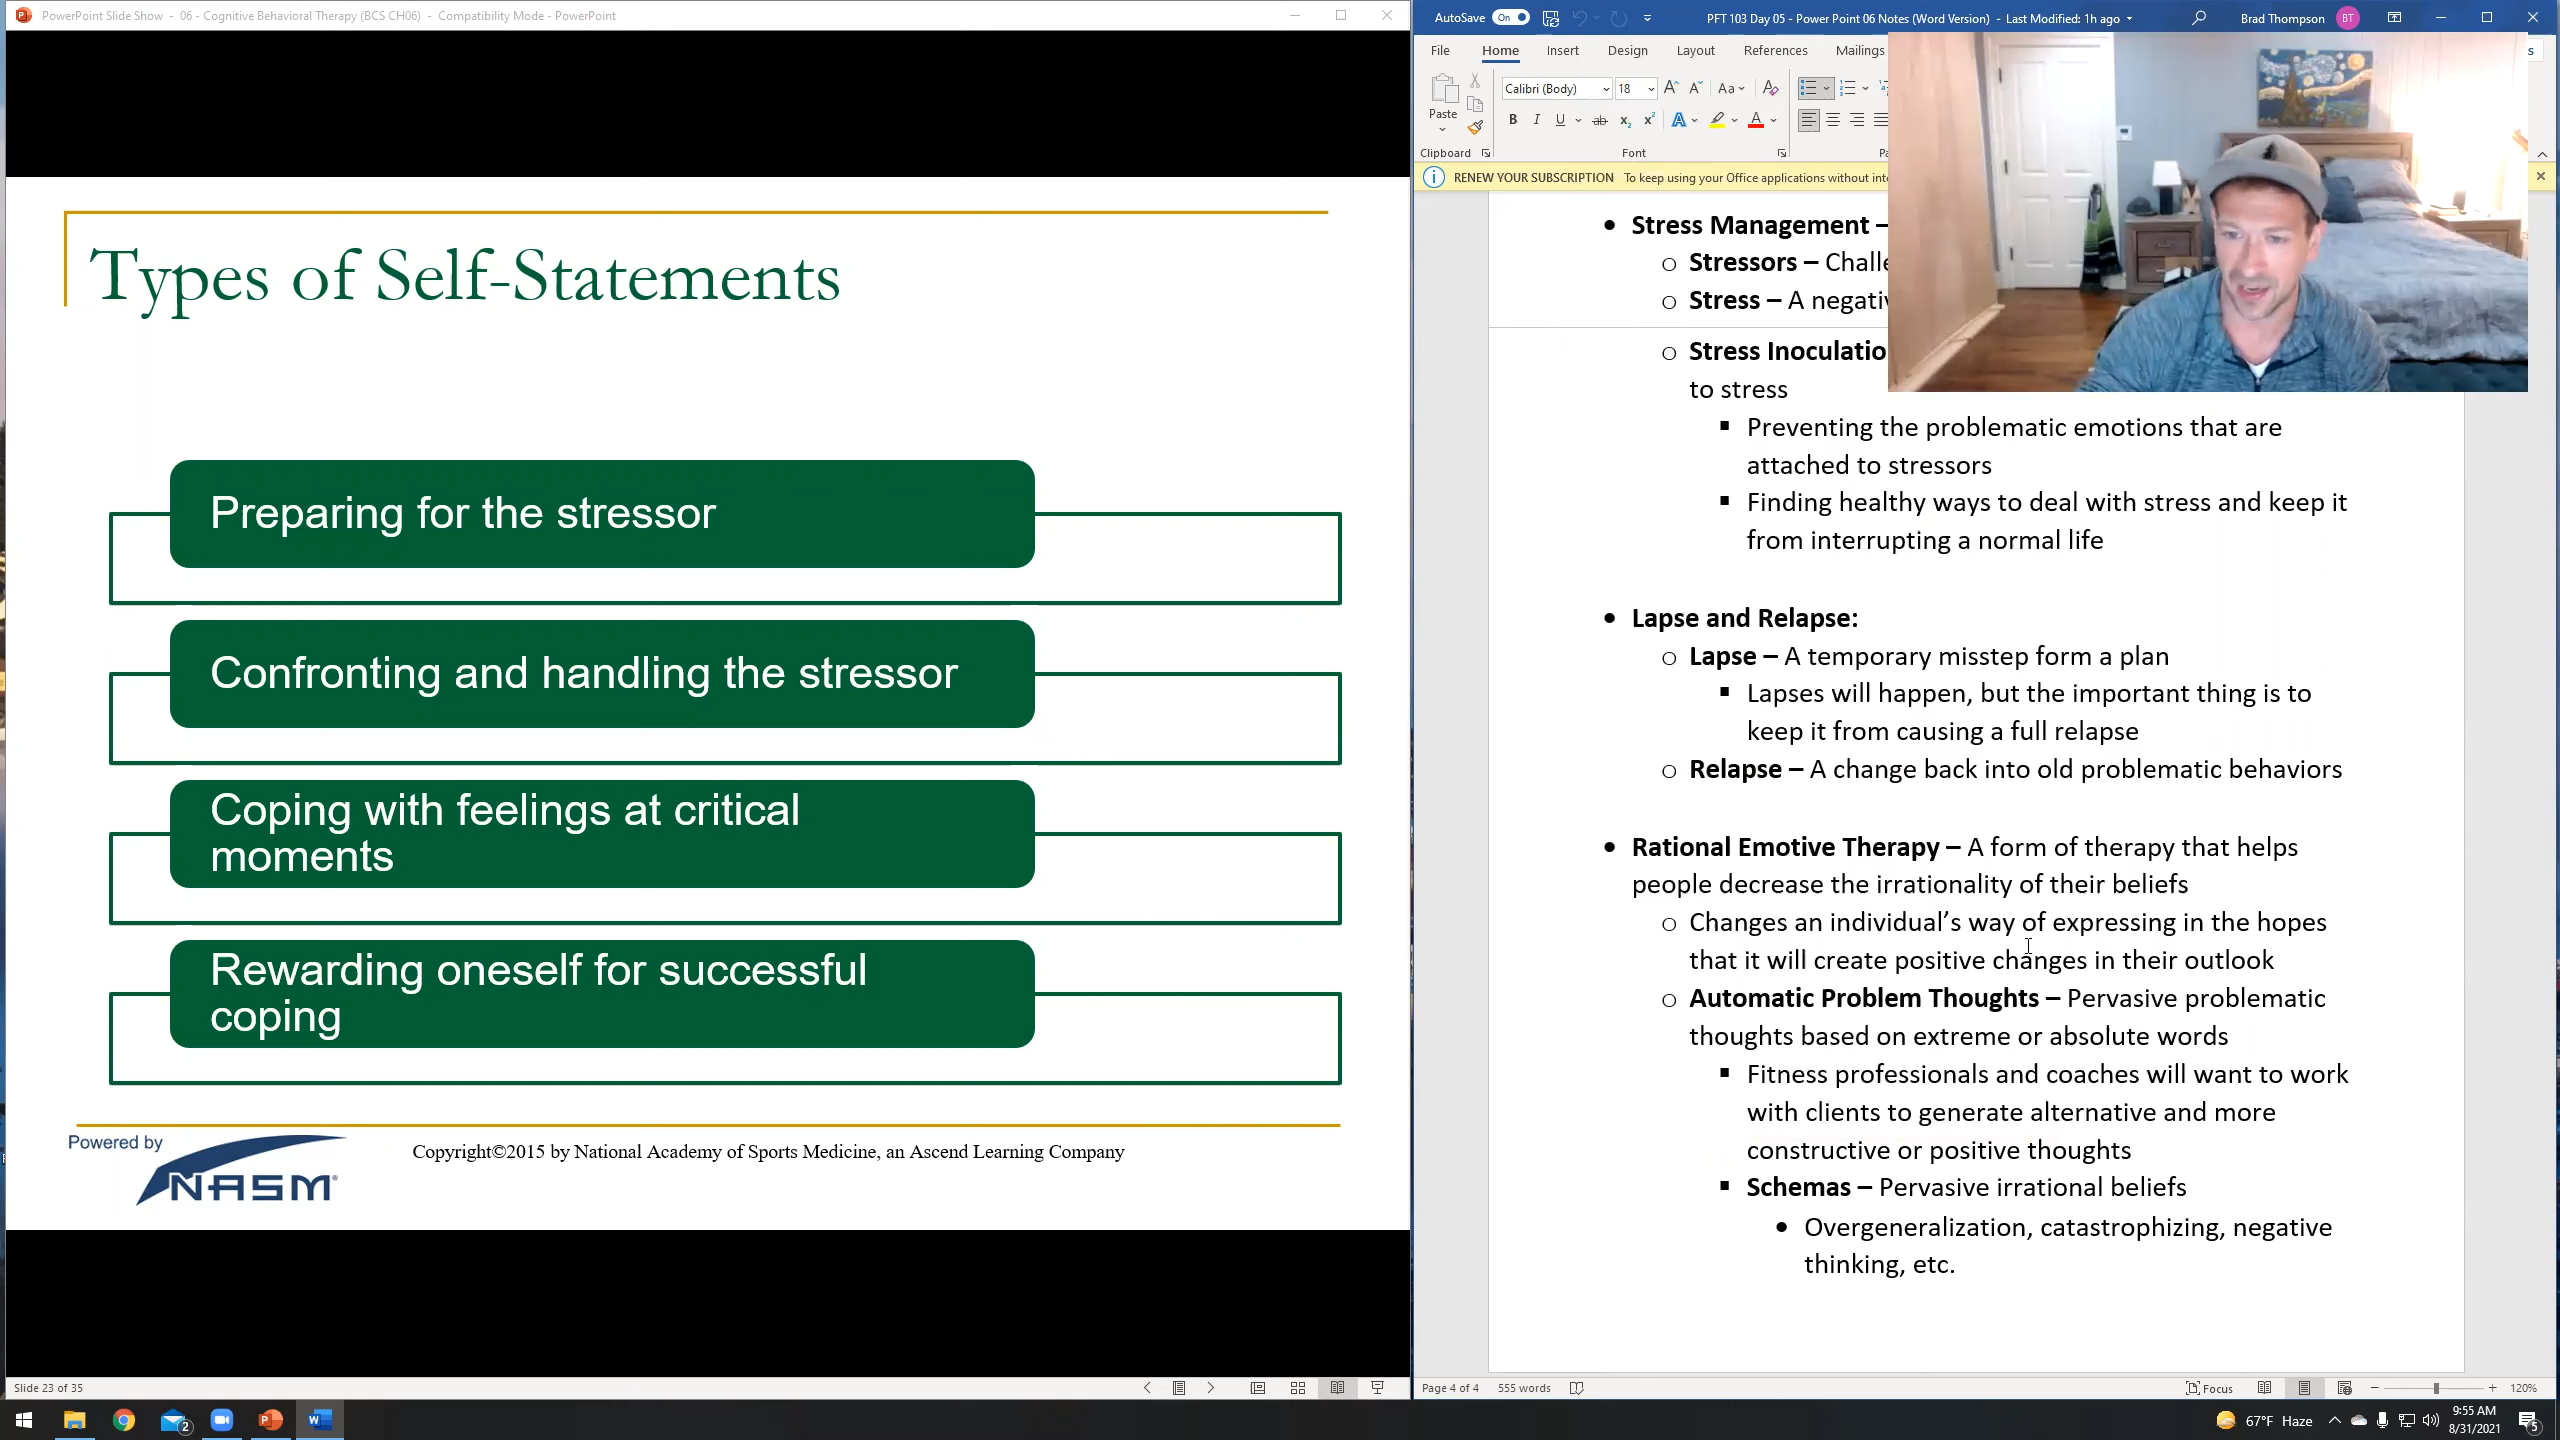 PowerPoint Slide Show - 06 - Cognitive Behavioral Therapy (BCS CH06) - Compatibility Mode - PowerPoint
Types of Self-Statements
Preparing for the stressor
Confronting and handling the stressor
Coping with feelings at critical
moments
Rewarding oneself for successful
coping
Powered by
NASM
Copyright©2015 by National Academy of Sports Medicine, an Ascend Learning Company
Slide 23 of 35
AutoSave On
PFT 103 Day 05 - Power Point 06 Notes (Word Version) - Last Modified: 1h ago
Brad Thompson BT
File Home Insert Design Layout References Mailings
Paste
Calibri (Body) 18
Clipboard
Font
RENEW YOUR SUBSCRIPTION To keep using your Office applications without
• Stress Management –
o Stressors –
o Stress – A
o Stress
to stress
▪ Preventing the problematic emotions that are
attached to stressors
▪ Finding healthy ways to deal with stress and keep it
from interrupting a normal life
• Lapse and Relapse:
o Lapse – A temporary misstep form a plan
▪ Lapses will happen, but the important thing is to
keep it from causing a full relapse
o Relapse – A change back into old problematic behaviors
• Rational Emotive Therapy – A form of therapy that helps
people decrease the irrationality of their beliefs
o Changes an individual’s way of expressing in the hopes
that it will create positive changes in their outlook
o Automatic Problem Thoughts – Pervasive problematic
thoughts based on extreme or absolute words
▪ Fitness professionals and coaches will want to work
with clients to generate alternative and more
constructive or positive thoughts
▪ Schemas – Pervasive irrational beliefs
• Overgeneralization, catastrophizing, negative
thinking, etc.
Page 4 of 4 555 words
Focus
120%
2
67°F Haze
9:55 AM
8/31/2021
5